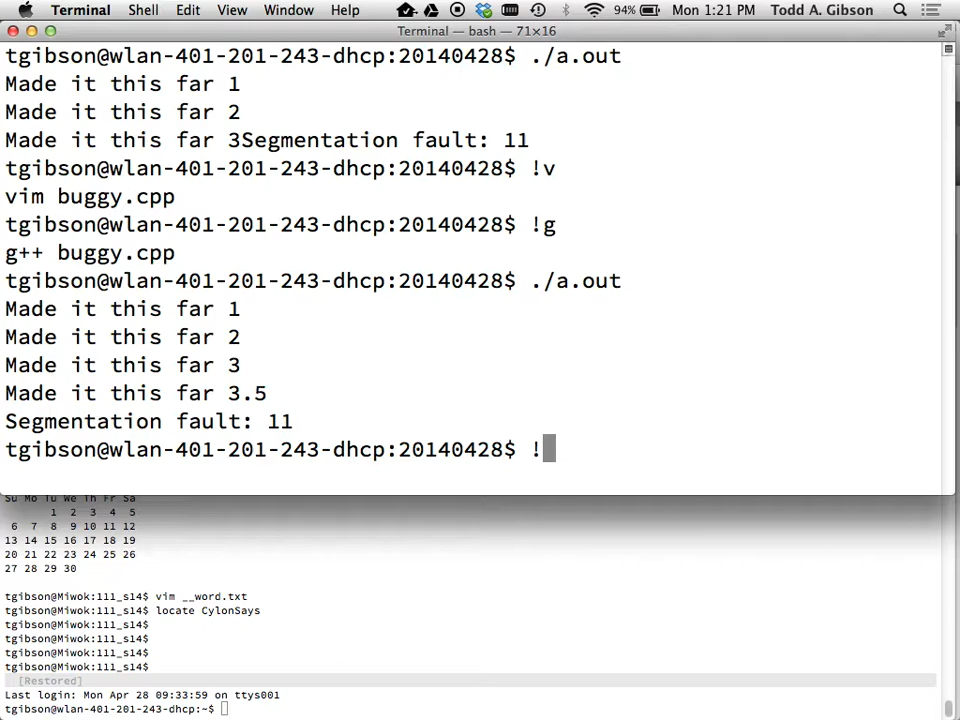 Terminal Shell Edit View Window Help 94% Mon 1:21 PM Todd A. Gibson
Terminal — bash — 71×16
tgibson@wlan-401-201-243-dhcp:20140428$ ./a.out
Made it this far 1
Made it this far 2
Made it this far 3Segmentation fault: 11
tgibson@wlan-401-201-243-dhcp:20140428$ !v
vim buggy.cpp
tgibson@wlan-401-201-243-dhcp:20140428$ !g
g++ buggy.cpp
tgibson@wlan-401-201-243-dhcp:20140428$ ./a.out
Made it this far 1
Made it this far 2
Made it this far 3
Made it this far 3.5
Segmentation fault: 11
tgibson@wlan-401-201-243-dhcp:20140428$ !
Su Mo Tu We Th Fr Sa
1 2 3 4 5
6 7 8 9 10 11 12
13 14 15 16 17 18 19
20 21 22 23 24 25 26
27 28 29 30
tgibson@Miwok:111_s14$ vim __word.txt
tgibson@Miwok:111_s14$ locate CylonSays
tgibson@Miwok:111_s14$
tgibson@Miwok:111_s14$
tgibson@Miwok:111_s14$
tgibson@Miwok:111_s14$
[Restored]
Last login: Mon Apr 28 09:33:59 on ttys001
tgibson@wlan-401-201-243-dhcp:~$